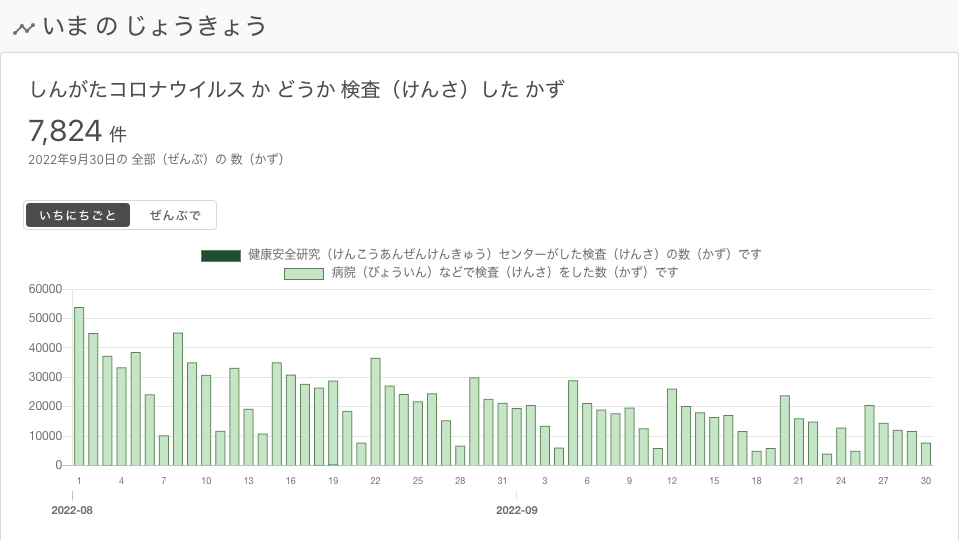 いま の じょうきょう
しんがたコロナウイルス か どうか 検査（けんさ）した かず
7,824 件
2022年9月30日の 全部（ぜんぶ）の 数（かず）
いちにちごと ぜんぶで
健康安全研究（けんこうあんぜんけんきゅう）センターがした検査（けんさ）の数（かず）です
病院（びょういん）などで検査（けんさ）をした数（かず）です
60000
50000
40000
30000
20000
10000
0
1 4 7 10 13 16 19 22 25 28 31 3 6 9 12 15 18 21 24 27 30
2022-08 2022-09